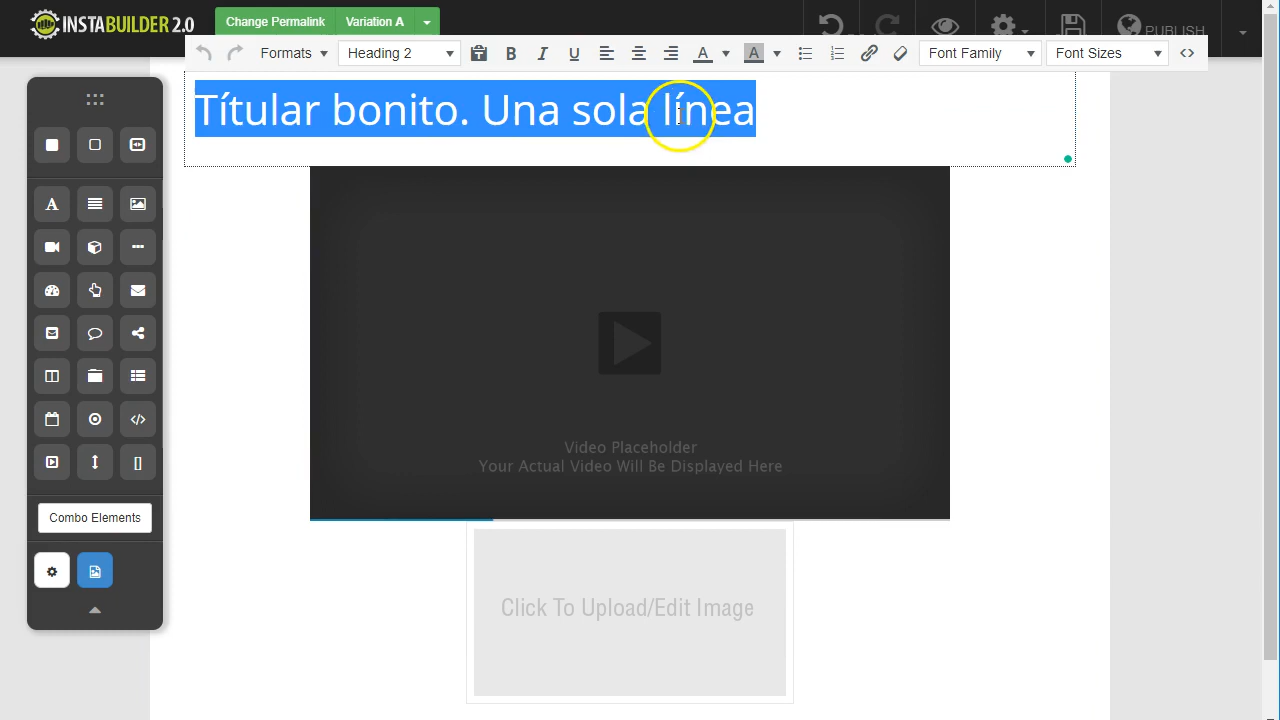 INSTABUILDER 2.0
Change Permalink
Variation A
PUBLISH
Formats
Heading 2
B
I
U
A
A
Font Family
Font Sizes
Títular bonito. Una sola línea
A
Video Placeholder
Your Actual Video Will Be Displayed Here
Combo Elements
Click To Upload/Edit Image